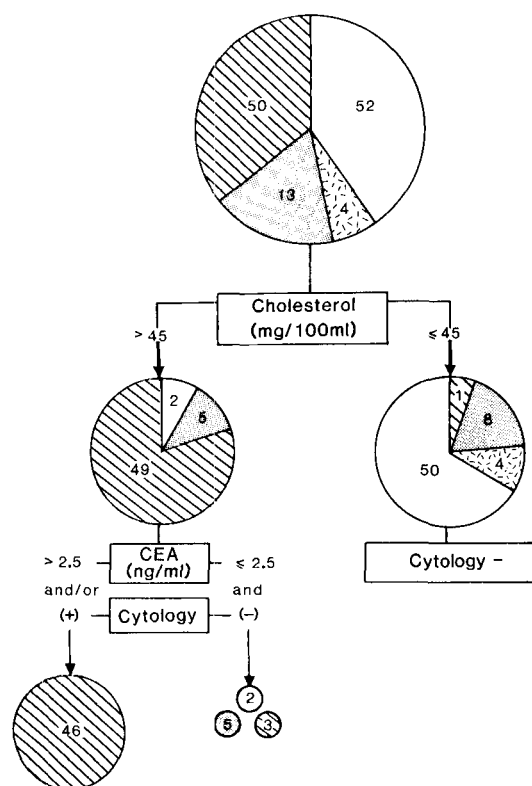 50 52
13 4
Cholesterol
(mg/100ml)
> 45 ≤ 45
2 5
49
1 8
50 4
> 2.5 CEA ≤ 2.5
(ng/ml)
and/or and
(+) Cytology (-)
Cytology -
46
2
5 3